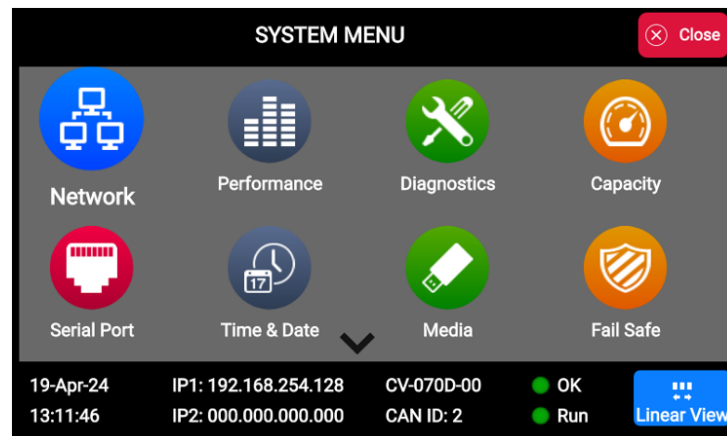 SYSTEM MENU
Close
Network
Performance
Diagnostics
Capacity
Serial Port
17
Time & Date
Media
Fail Safe
19-Apr-24 IP1: 192.168.254.128 CV-070D-00 OK
13:11:46 IP2: 000.000.000.000 CAN ID: 2 Run
Linear View